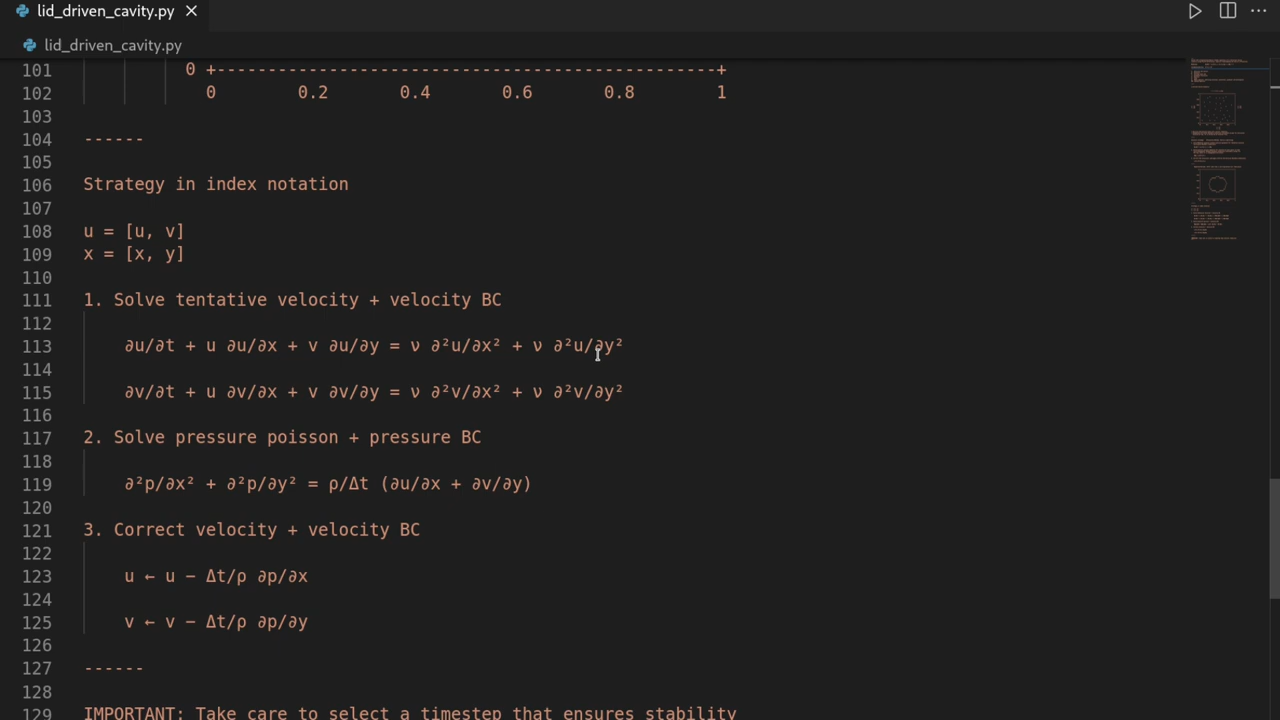 lid_driven_cavity.py
lid_driven_cavity.py
101 0 +--------------------------------------------------+
102 0 0.2 0.4 0.6 0.8 1
103
104 ------
105
106 Strategy in index notation
107
108 u = [u, v]
109 x = [x, y]
110
111 1. Solve tentative velocity + velocity BC
112
113 ∂u/∂t + u ∂u/∂x + v ∂u/∂y = ν ∂²u/∂x² + ν ∂²u/∂y²
114
115 ∂v/∂t + u ∂v/∂x + v ∂v/∂y = ν ∂²v/∂x² + ν ∂²v/∂y²
116
117 2. Solve pressure poisson + pressure BC
118
119 ∂²p/∂x² + ∂²p/∂y² = ρ/Δt (∂u/∂x + ∂v/∂y)
120
121 3. Correct velocity + velocity BC
122
123 u ← u − Δt/ρ ∂p/∂x
124
125 v ← v − Δt/ρ ∂p/∂y
126
127 ------
128
129 IMPORTANT: Take care to select a timestep that ensures stability